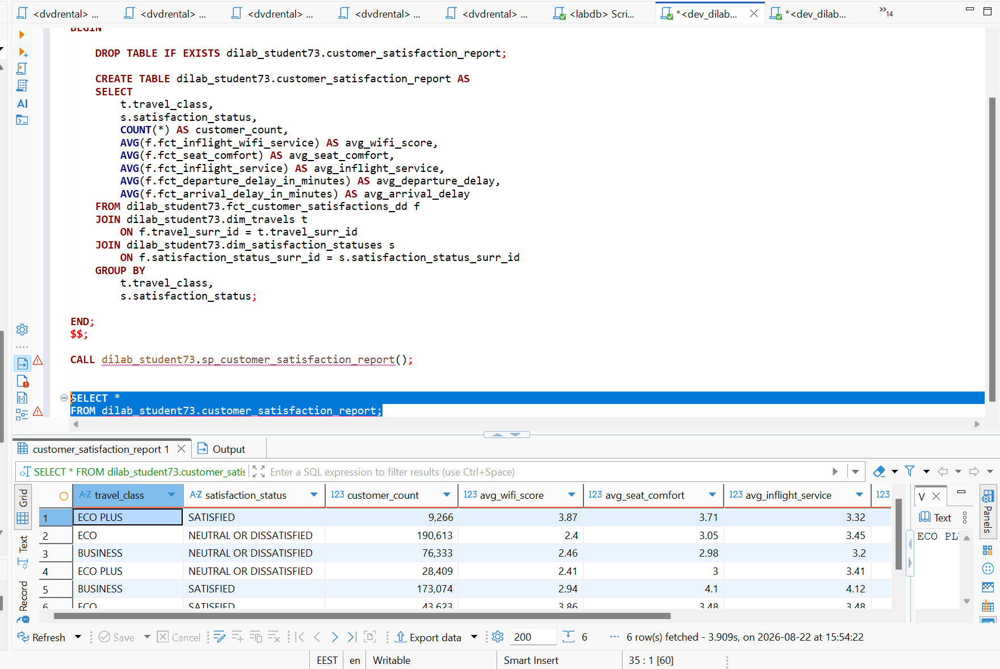 <dvdrental> ...
<dvdrental> ...
<dvdrental> ...
<dvdrental> ...
<dvdrental> ...
<labdb> Scri...
*<dev_dilab...
*<dev_dilab...
»14
BEGIN
DROP TABLE IF EXISTS dilab_student73.customer_satisfaction_report;
CREATE TABLE dilab_student73.customer_satisfaction_report AS
SELECT
t.travel_class,
s.satisfaction_status,
COUNT(*) AS customer_count,
AVG(f.fct_inflight_wifi_service) AS avg_wifi_score,
AVG(f.fct_seat_comfort) AS avg_seat_comfort,
AVG(f.fct_inflight_service) AS avg_inflight_service,
AVG(f.fct_departure_delay_in_minutes) AS avg_departure_delay,
AVG(f.fct_arrival_delay_in_minutes) AS avg_arrival_delay
FROM dilab_student73.fct_customer_satisfactions_dd f
JOIN dilab_student73.dim_travels t
ON f.travel_surr_id = t.travel_surr_id
JOIN dilab_student73.dim_satisfaction_statuses s
ON f.satisfaction_status_surr_id = s.satisfaction_status_surr_id
GROUP BY
t.travel_class,
s.satisfaction_status;
END;
$$;
CALL dilab_student73.sp_customer_satisfaction_report();
SELECT *
FROM dilab_student73.customer_satisfaction_report;
AI
customer_satisfaction_report 1
Output
SELECT * FROM dilab_student73.customer_satis
Enter a SQL expression to filter results (use Ctrl+Space)
Grid
Text
Record
A-Z travel_class A-Z satisfaction_status 123 customer_count 123 avg_wifi_score 123 avg_seat_comfort 123 avg_inflight_service 123
1 ECO PLUS SATISFIED 9,266 3.87 3.71 3.32
2 ECO NEUTRAL OR DISSATISFIED 190,613 2.4 3.05 3.45
3 BUSINESS NEUTRAL OR DISSATISFIED 76,333 2.46 2.98 3.2
4 ECO PLUS NEUTRAL OR DISSATISFIED 28,409 2.41 3 3.41
5 BUSINESS SATISFIED 173,074 2.94 4.1 4.12
6 ECO SATISFIED 43,623 3.86 3.48 3.48
V
Text
ECO PL
Panels
Refresh Save Cancel Export data 200 6 ··· 6 row(s) fetched - 3.909s, on 2026-08-22 at 15:54:22
EEST en Writable Smart Insert 35 : 1 [60]